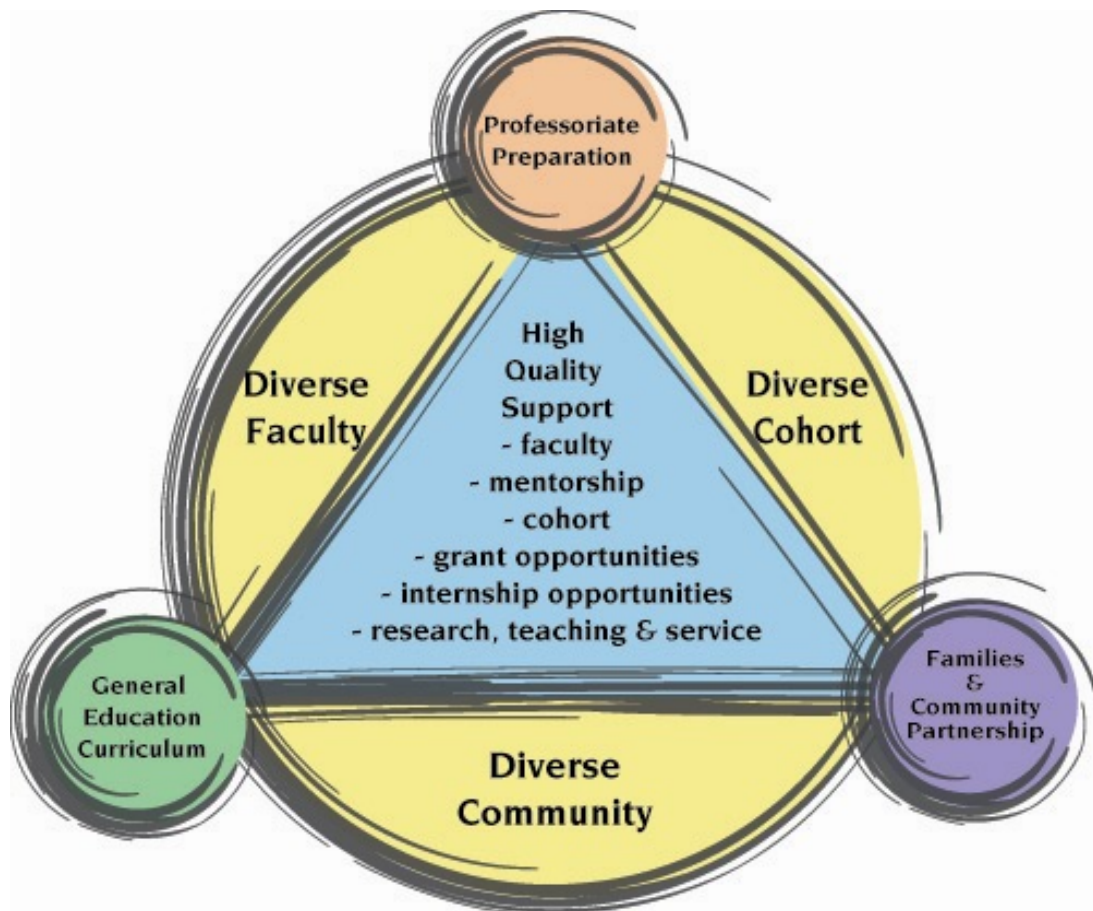 Professoriate
Preparation
High
Quality
Support
- faculty
- mentorship
- cohort
- grant opportunities
- internship opportunities
- research, teaching & service
Diverse
Faculty
Diverse
Cohort
General
Education
Curriculum
Families
&
Community
Partnership
Diverse
Community